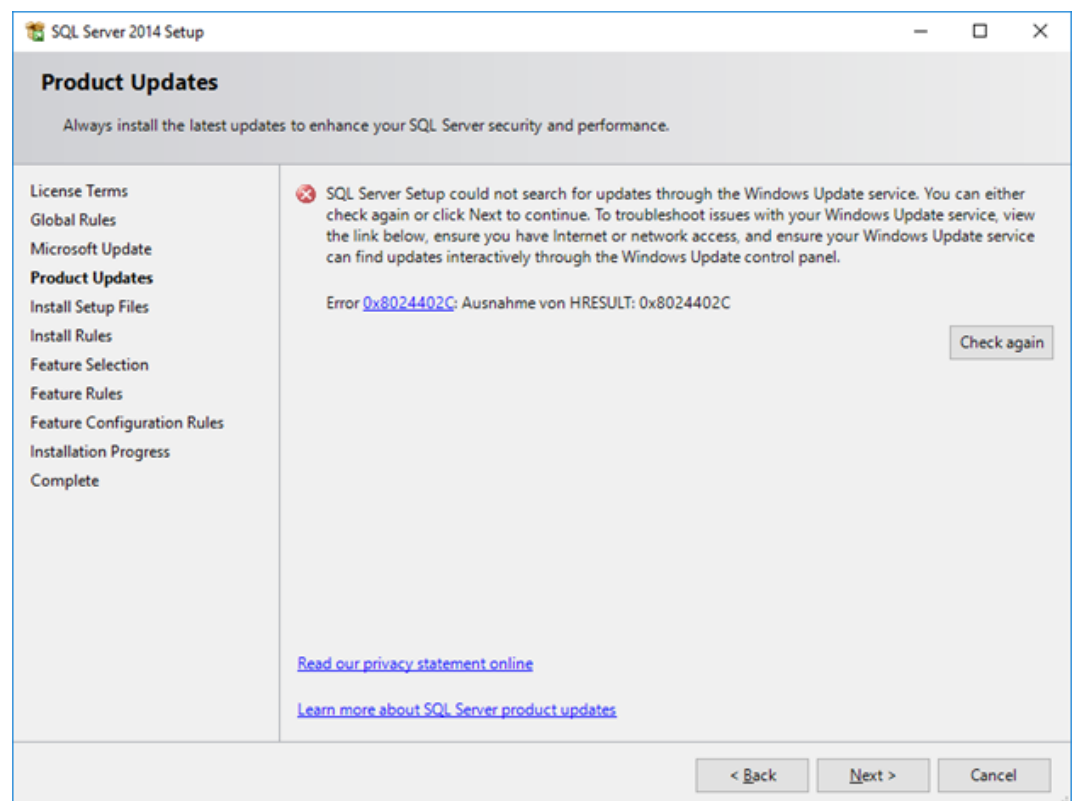 SQL Server 2014 Setup
Product Updates
Always install the latest updates to enhance your SQL Server security and performance.
License Terms
Global Rules
Microsoft Update
Product Updates
Install Setup Files
Install Rules
Feature Selection
Feature Rules
Feature Configuration Rules
Installation Progress
Complete
SQL Server Setup could not search for updates through the Windows Update service. You can either
check again or click Next to continue. To troubleshoot issues with your Windows Update service, view
the link below, ensure you have Internet or network access, and ensure your Windows Update service
can find updates interactively through the Windows Update control panel.
Error 0x8024402C: Ausnahme von HRESULT: 0x8024402C
Check again
Read our privacy statement online
Learn more about SQL Server product updates
< Back Next > Cancel